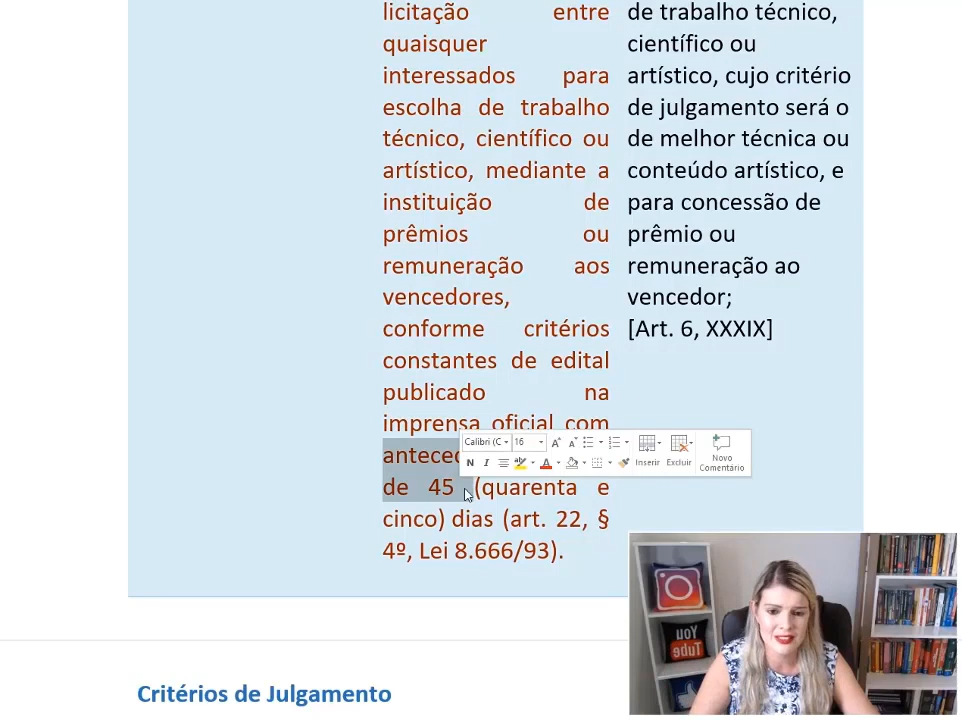 licitação entre
quaisquer
interessados para
escolha de trabalho
técnico, científico ou
artístico, mediante a
instituição de
prêmios ou
remuneração aos
vencedores,
conforme critérios
constantes de edital
publicado na
imprensa oficial com
de 45 (quarenta e
cinco) dias (art. 22, §
4º, Lei 8.666/93).
de trabalho técnico,
científico ou
artístico, cujo critério
de julgamento será o
de melhor técnica ou
conteúdo artístico, e
para concessão de
prêmio ou
remuneração ao
vencedor;
[Art. 6, XXXIX]
Calibri (C 16
N I Inserir Excluir Novo
Comentário
You
Tube
Critérios de Julgamento